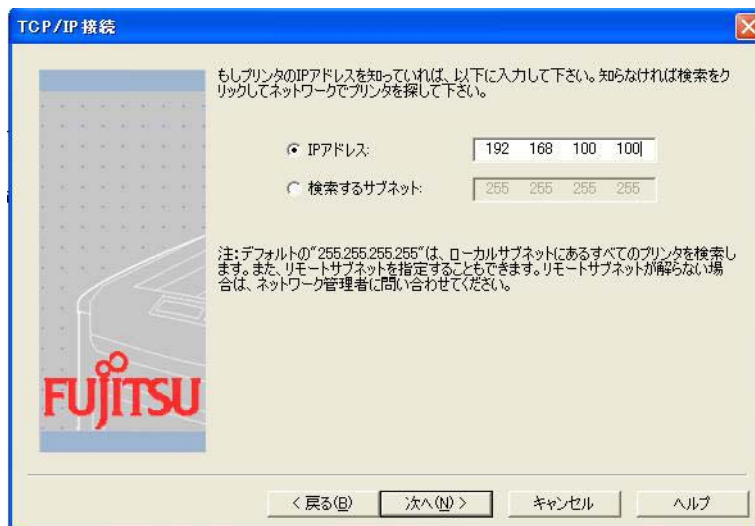 TCP/IP 接続
もしプリンタのIPアドレスを知っていれば、以下に入力して下さい。知らなければ検索をク
リックしてネットワークでプリンタを探して下さい。
IPアドレス: 192 168 100 100
検索するサブネット: 255 255 255 255
注:デフォルトの"255.255.255.255"は、ローカルサブネットにあるすべてのプリンタを検索し
ます。また、リモートサブネットを指定することもできます。リモートサブネットが解らない場
合は、ネットワーク管理者に問い合わせてください。
FUJITSU
< 戻る(B) 次へ(N) > キャンセル ヘルプ